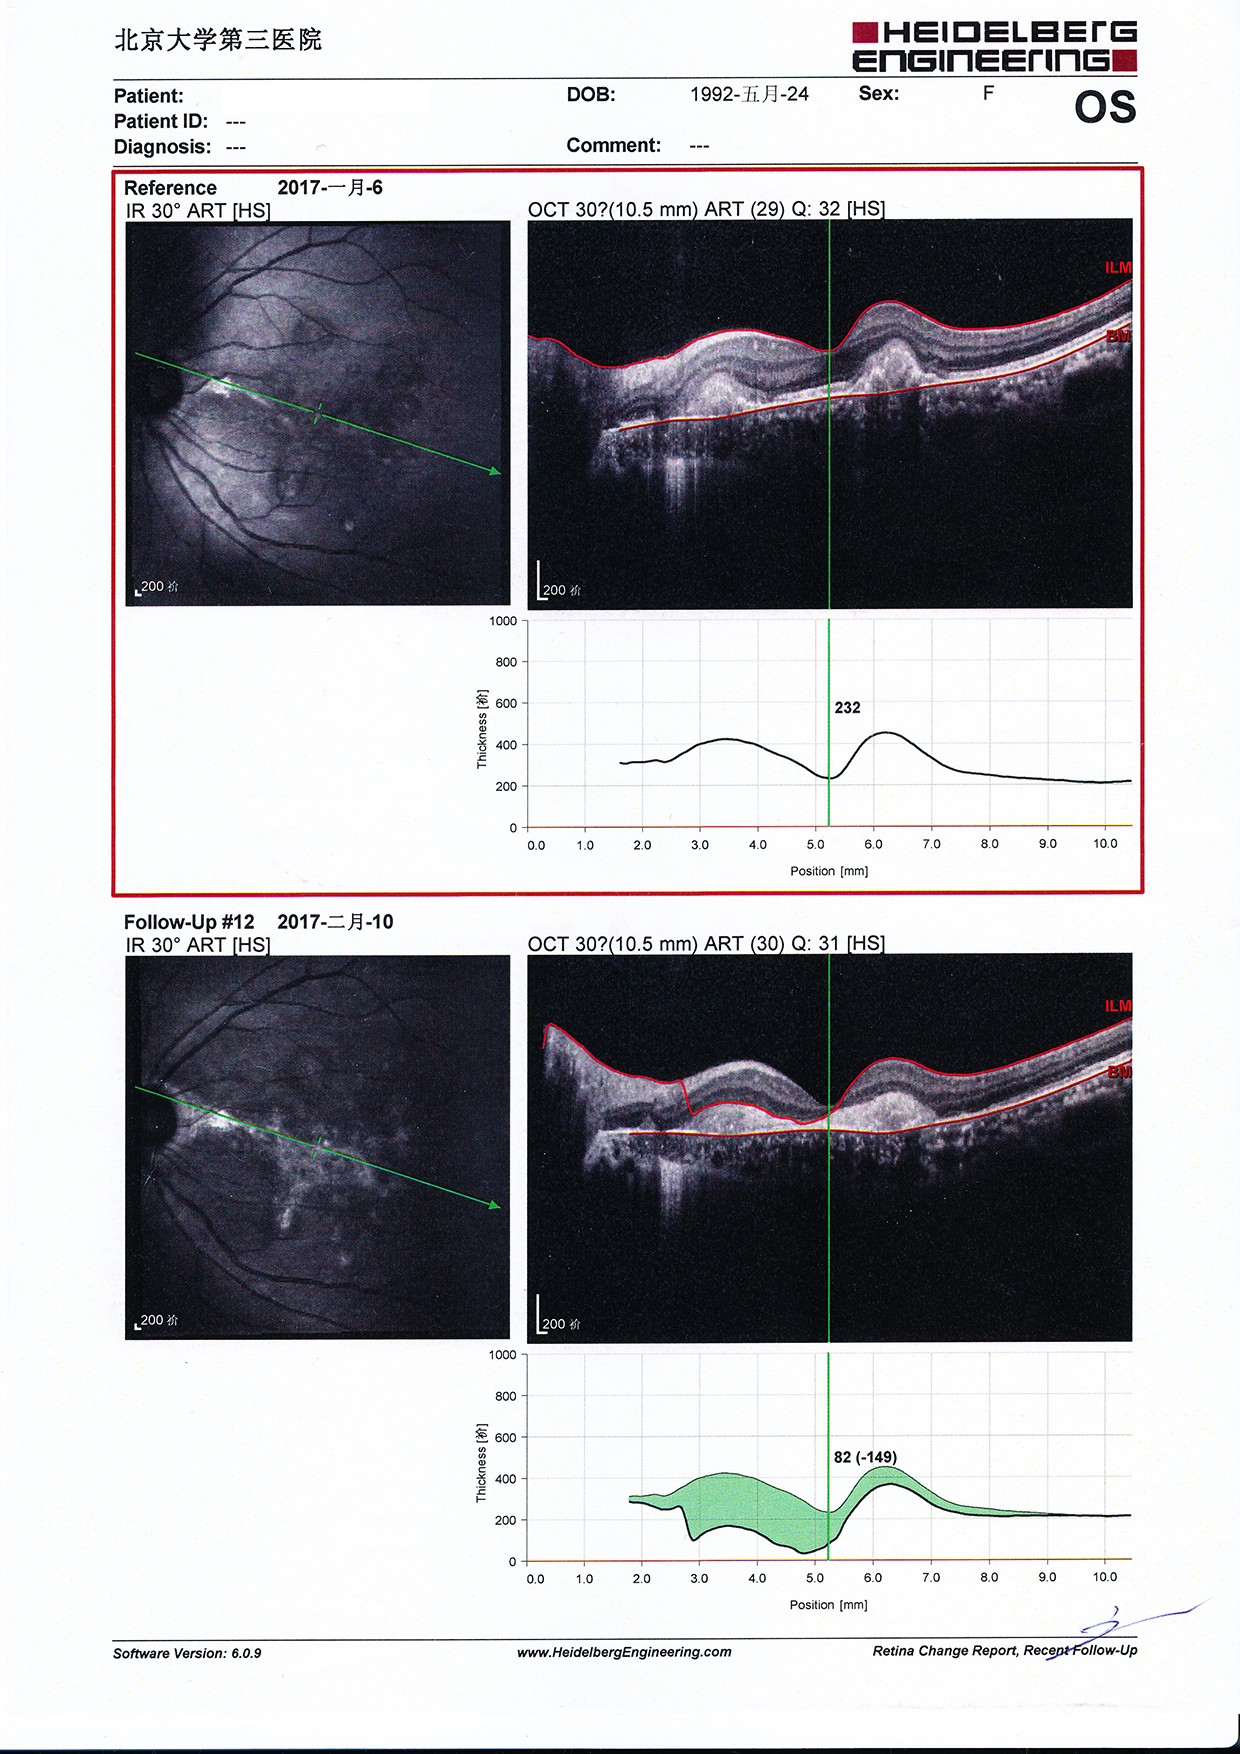 北京大学第三医院
HEIDELBERG
ENGINEERING
Patient:
DOB: 1992-五月-24 Sex: F
OS
Patient ID: ---
Diagnosis: ---
Comment: ---
Reference 2017-一月-6
IR 30° ART [HS]
OCT 30?(10.5 mm) ART (29) Q: 32 [HS]
ILM
BM
200 祄
200 祄
1000
800
600
400
200
0
Thickness [祄]
232
0.0 1.0 2.0 3.0 4.0 5.0 6.0 7.0 8.0 9.0 10.0
Position [mm]
Follow-Up #12 2017-二月-10
IR 30° ART [HS]
OCT 30?(10.5 mm) ART (30) Q: 31 [HS]
ILM
BM
200 祄
200 祄
1000
800
600
400
200
0
Thickness [祄]
82 (-149)
0.0 1.0 2.0 3.0 4.0 5.0 6.0 7.0 8.0 9.0 10.0
Position [mm]
Software Version: 6.0.9
www.HeidelbergEngineering.com
Retina Change Report, Recent Follow-Up